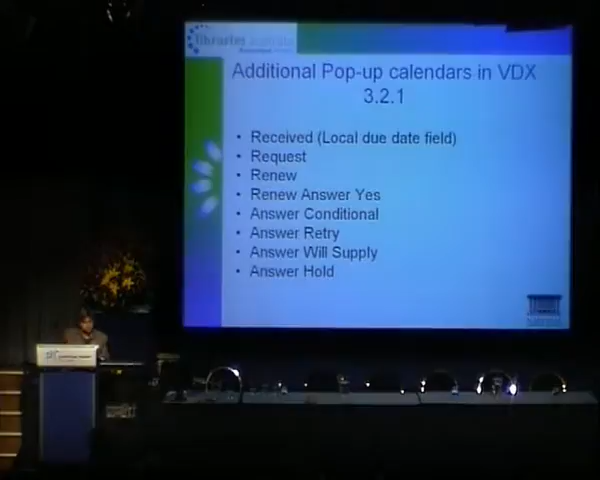 libraries
Additional Pop-up calendars in VDX
3.2.1
• Received (Local due date field)
• Request
• Renew
• Renew Answer Yes
• Answer Conditional
• Answer Retry
• Answer Will Supply
• Answer Hold